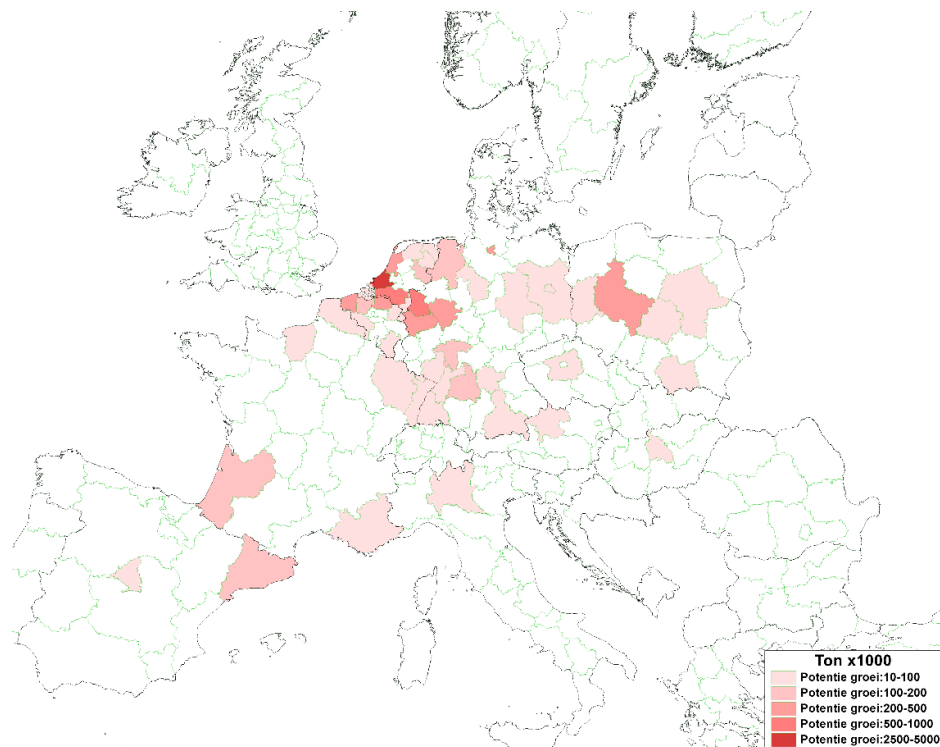 Ton x1000
Potentie groei:10-100
Potentie groei:100-200
Potentie groei:200-500
Potentie groei:500-1000
Potentie groei:2500-5000